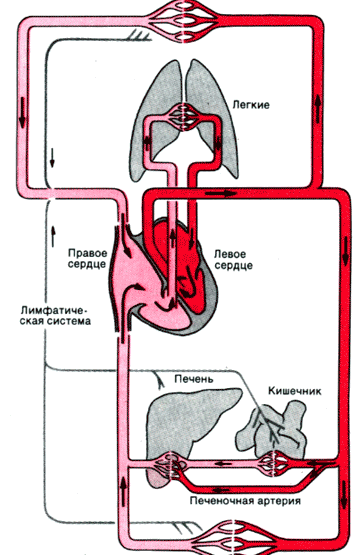 Легкие
Правое
сердце
Левое
сердце
Лимфатиче-
ская система
Печень
Кишечник
Печеночная артерия